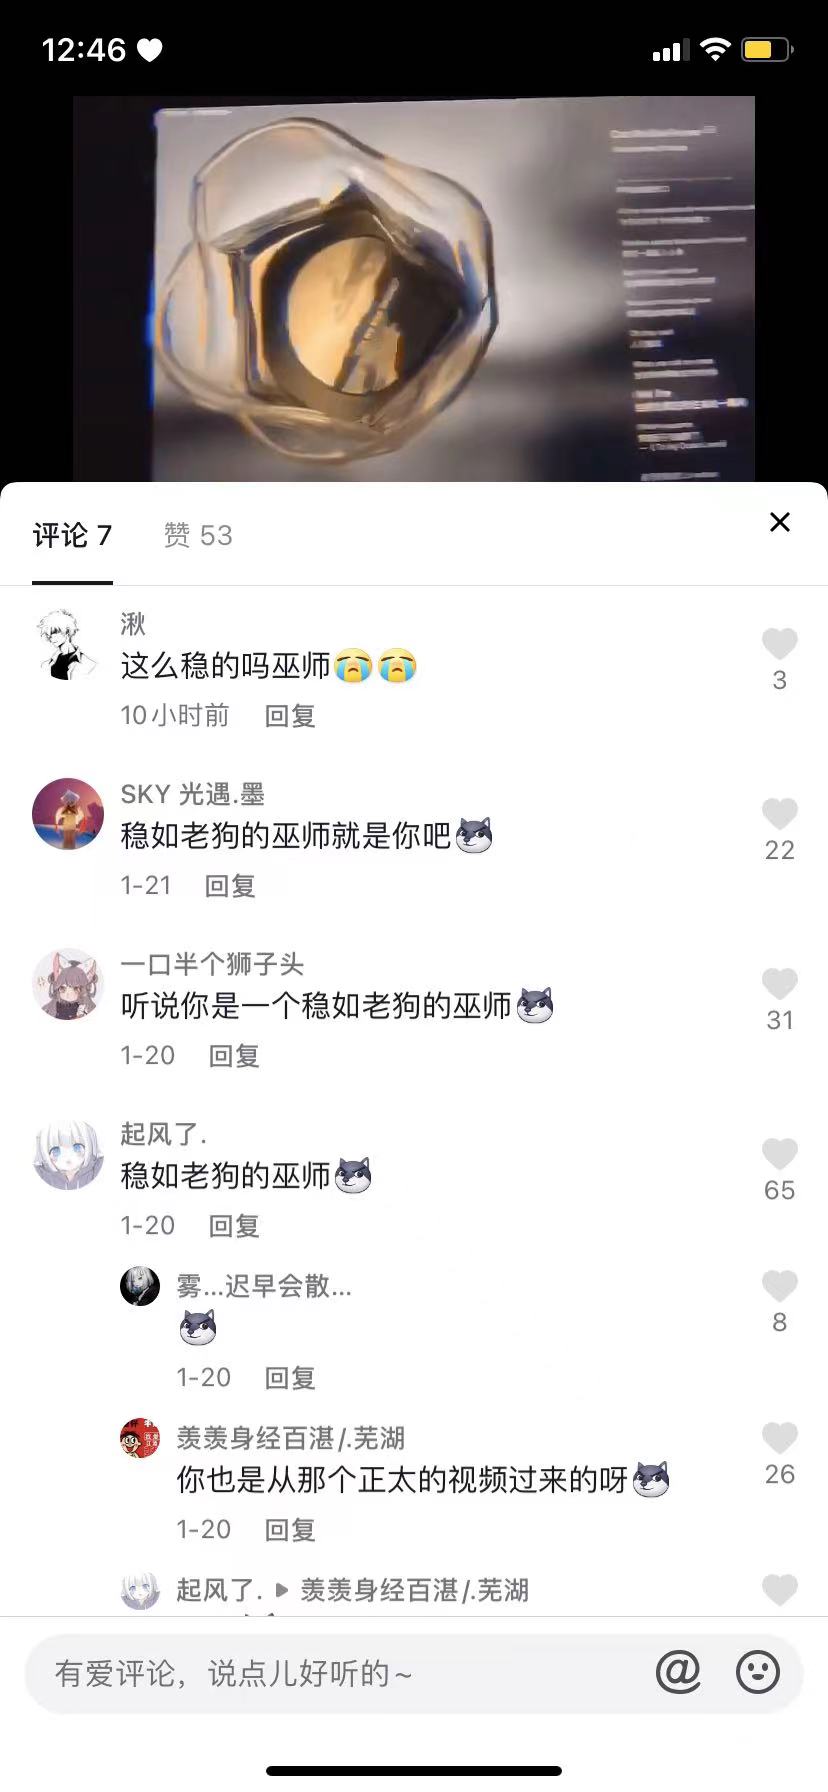 12:46
评论 7
赞 53
湫
这么稳的吗巫师😭😭
10小时前 回复
3
SKY 光遇.墨
稳如老狗的巫师就是你吧
1-21 回复
22
一口半个狮子头
听说你是一个稳如老狗的巫师
1-20 回复
31
起风了.
稳如老狗的巫师
1-20 回复
65
雾...迟早会散...
1-20 回复
8
羡羡身经百湛/.芜湖
你也是从那个正太的视频过来的呀
1-20 回复
26
起风了. ▶ 羡羡身经百湛/.芜湖
有爱评论，说点儿好听的~
@